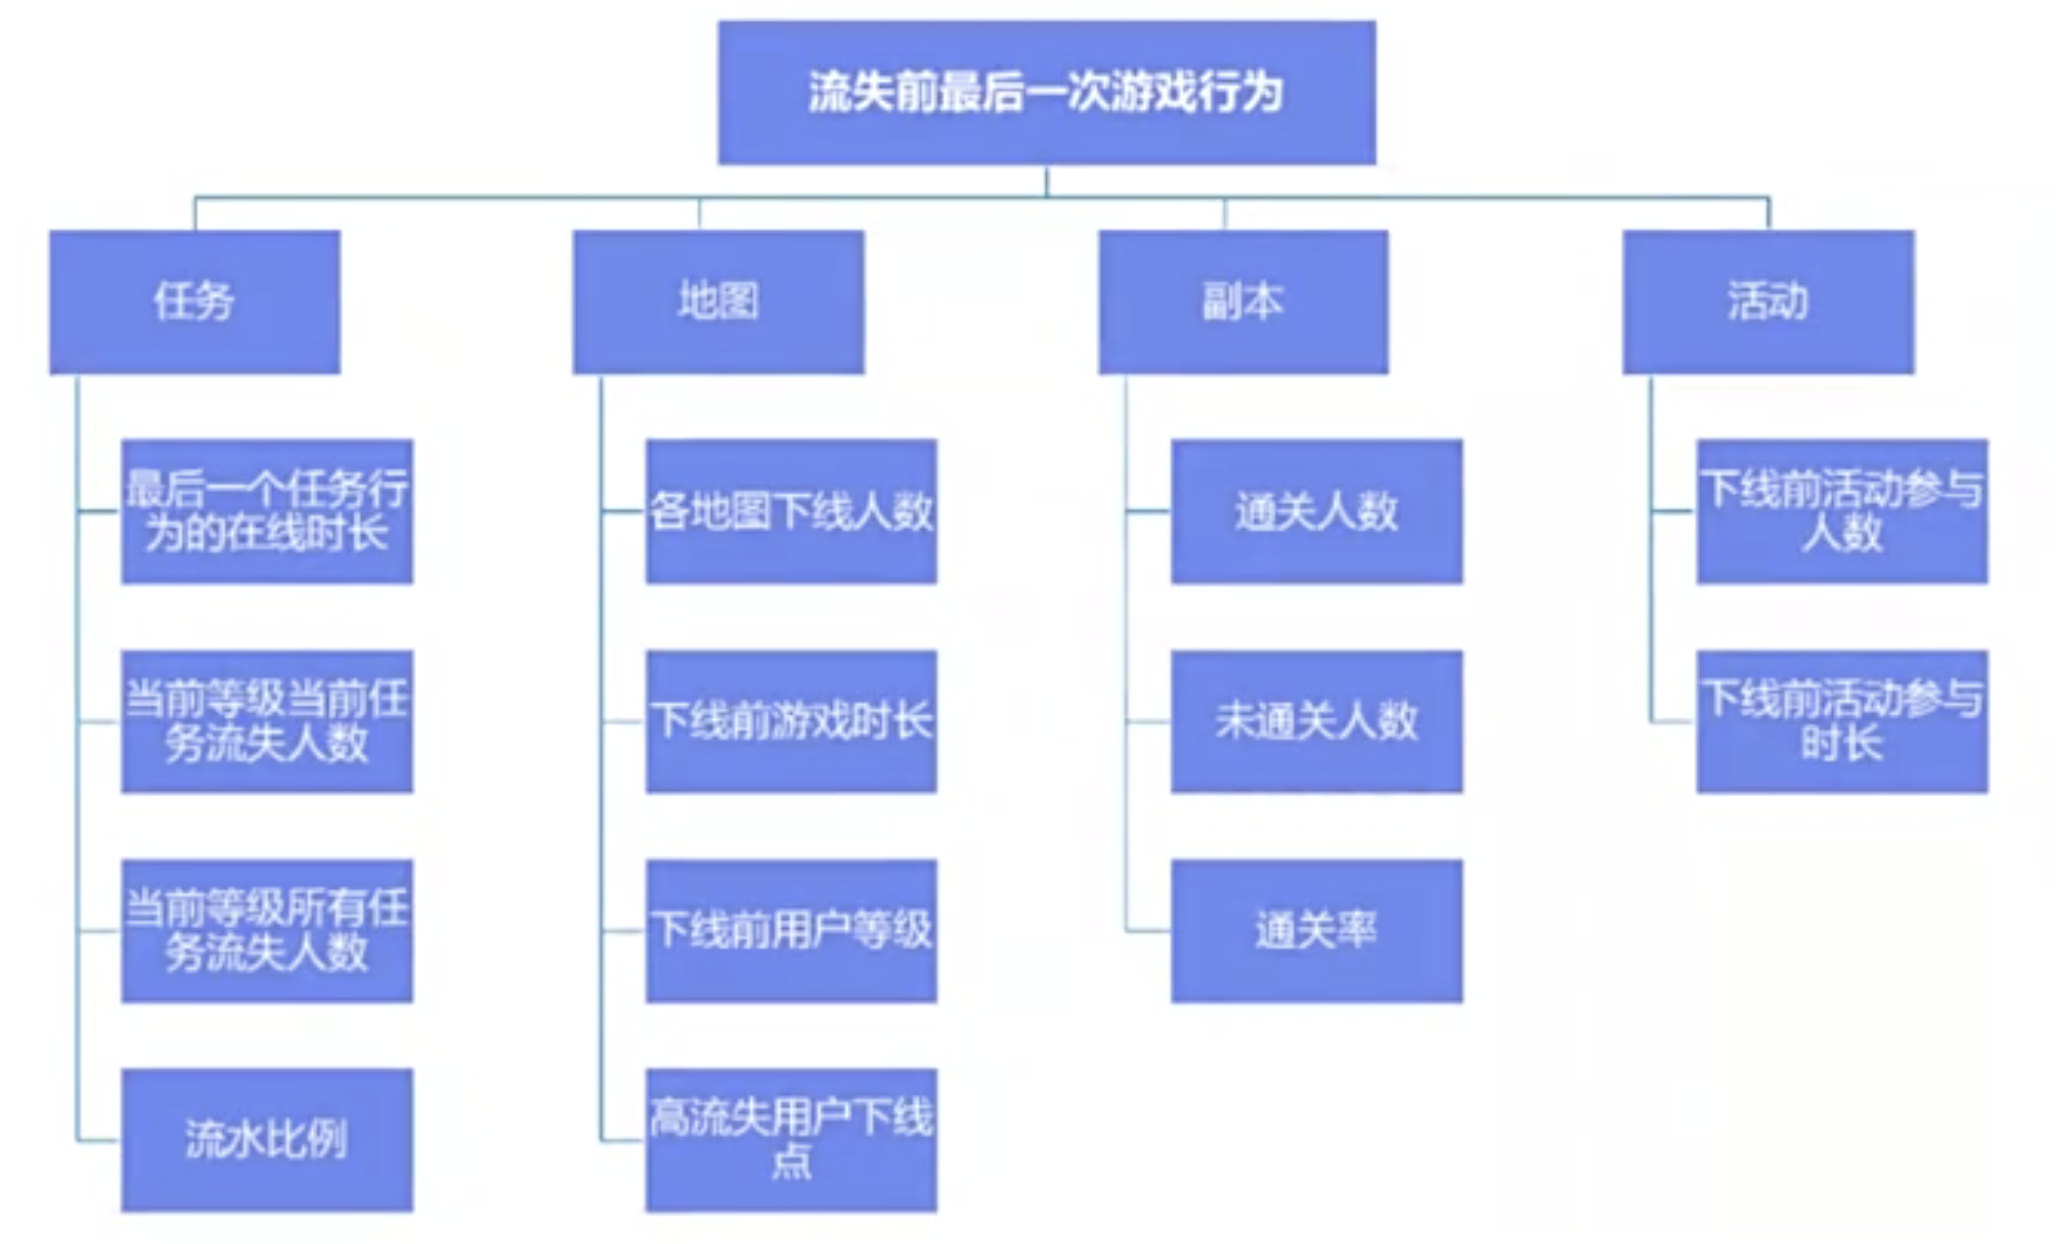 流失前最后一次游戏行为
任务
地图
副本
活动
最后一个任务行
为的在线时长
各地图下线人数
通关人数
下线前活动参与
人数
当前等级当前任
务流失人数
下线前游戏时长
未通关人数
下线前活动参与
时长
当前等级所有任
务流失人数
下线前用户等级
通关率
流水比例
高流失用户下线
点